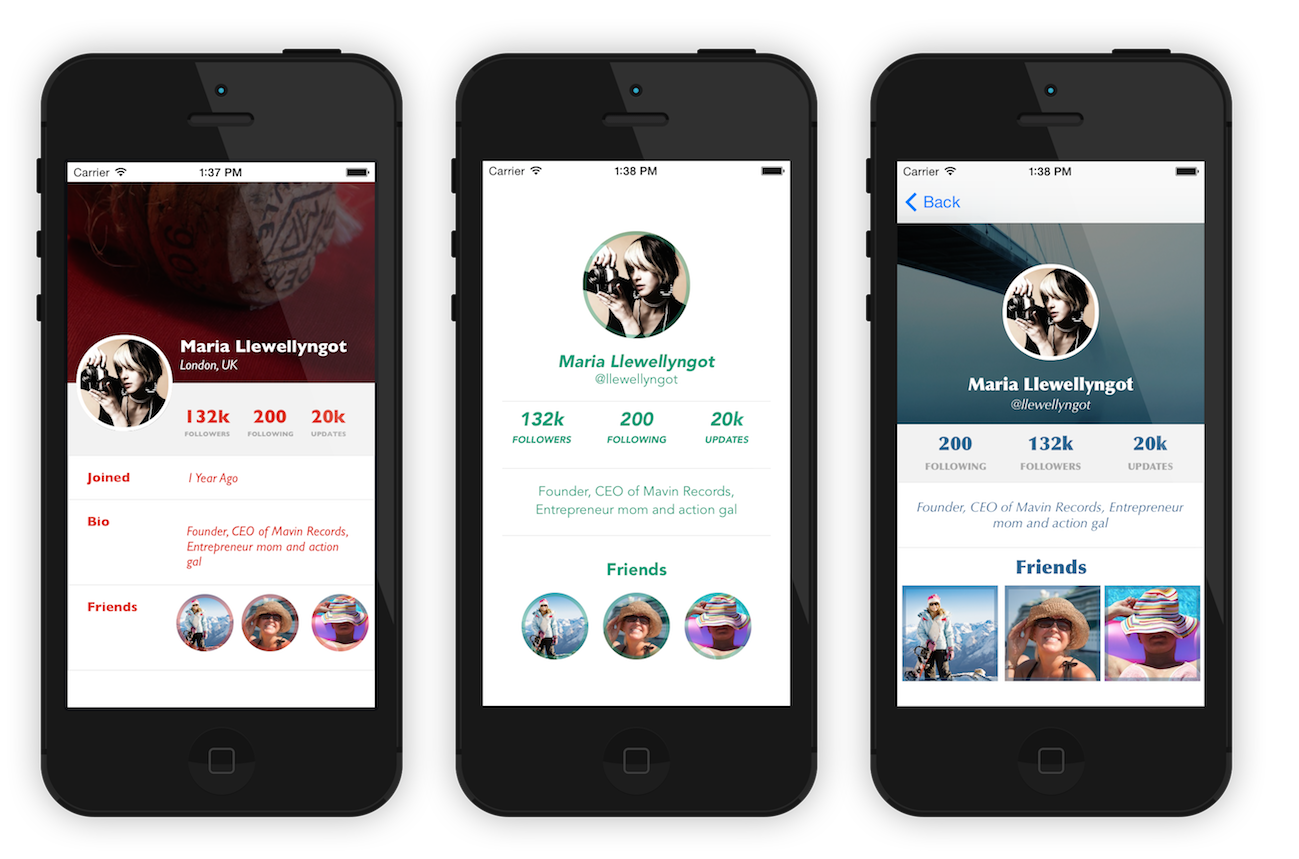 Carrier 1:37 PM
Maria Llewellyngot
London, UK
132k 200 20k
FOLLOWERS FOLLOWING UPDATES
Joined 1 Year Ago
Bio
Founder, CEO of Mavin Records,
Entrepreneur mom and action
gal
Friends
Carrier 1:38 PM
Maria Llewellyngot
@llewellyngot
132k 200 20k
FOLLOWERS FOLLOWING UPDATES
Founder, CEO of Mavin Records,
Entrepreneur mom and action gal
Friends
Carrier 1:38 PM
Back
Maria Llewellyngot
@llewellyngot
200 132k 20k
FOLLOWING FOLLOWERS UPDATES
Founder, CEO of Mavin Records, Entrepreneur
mom and action gal
Friends